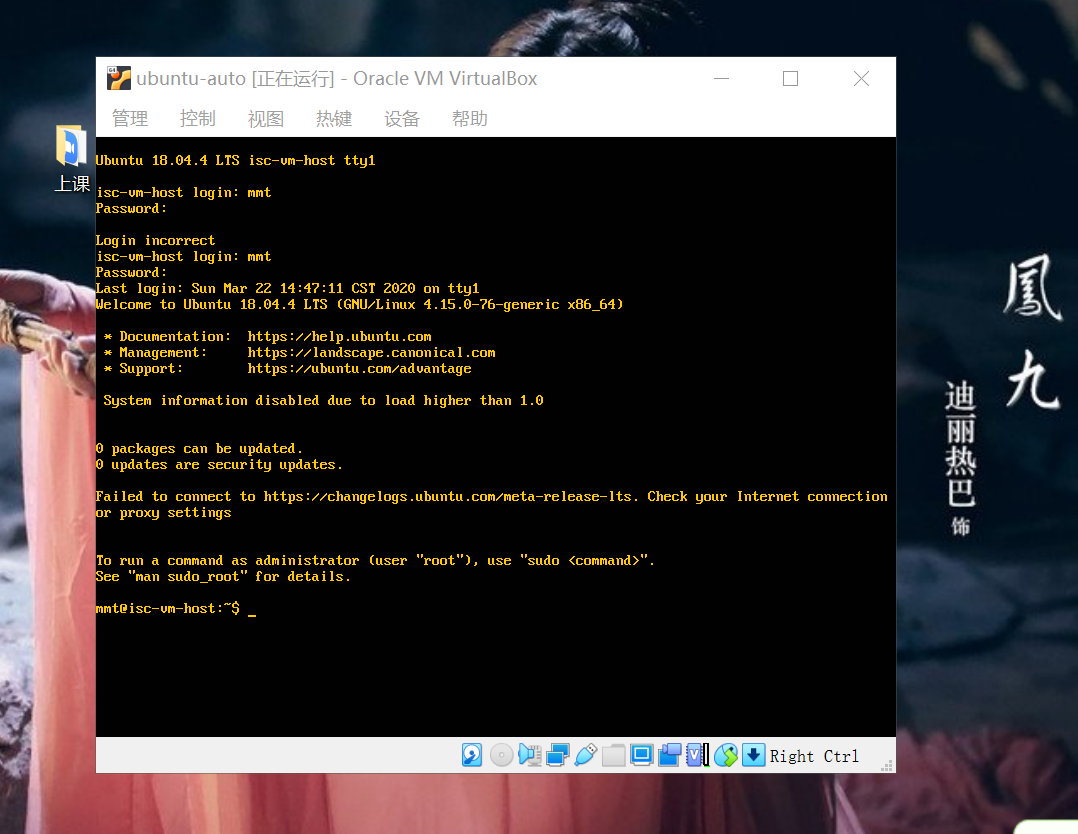 ubuntu-auto [正在运行] - Oracle VM VirtualBox
管理 控制 视图 热键 设备 帮助
上课
Ubuntu 18.04.4 LTS isc-vm-host tty1
isc-vm-host login: mmt
Password:
Login incorrect
isc-vm-host login: mmt
Password:
Last login: Sun Mar 22 14:47:11 CST 2020 on tty1
Welcome to Ubuntu 18.04.4 LTS (GNU/Linux 4.15.0-76-generic x86_64)
* Documentation: https://help.ubuntu.com
* Management: https://landscape.canonical.com
* Support: https://ubuntu.com/advantage
System information disabled due to load higher than 1.0
0 packages can be updated.
0 updates are security updates.
Failed to connect to https://changelogs.ubuntu.com/meta-release-lts. Check your Internet connection
or proxy settings
To run a command as administrator (user "root"), use "sudo <command>".
See "man sudo_root" for details.
mmt@isc-vm-host:~$ _
Right Ctrl
鳳九
迪丽热巴 饰